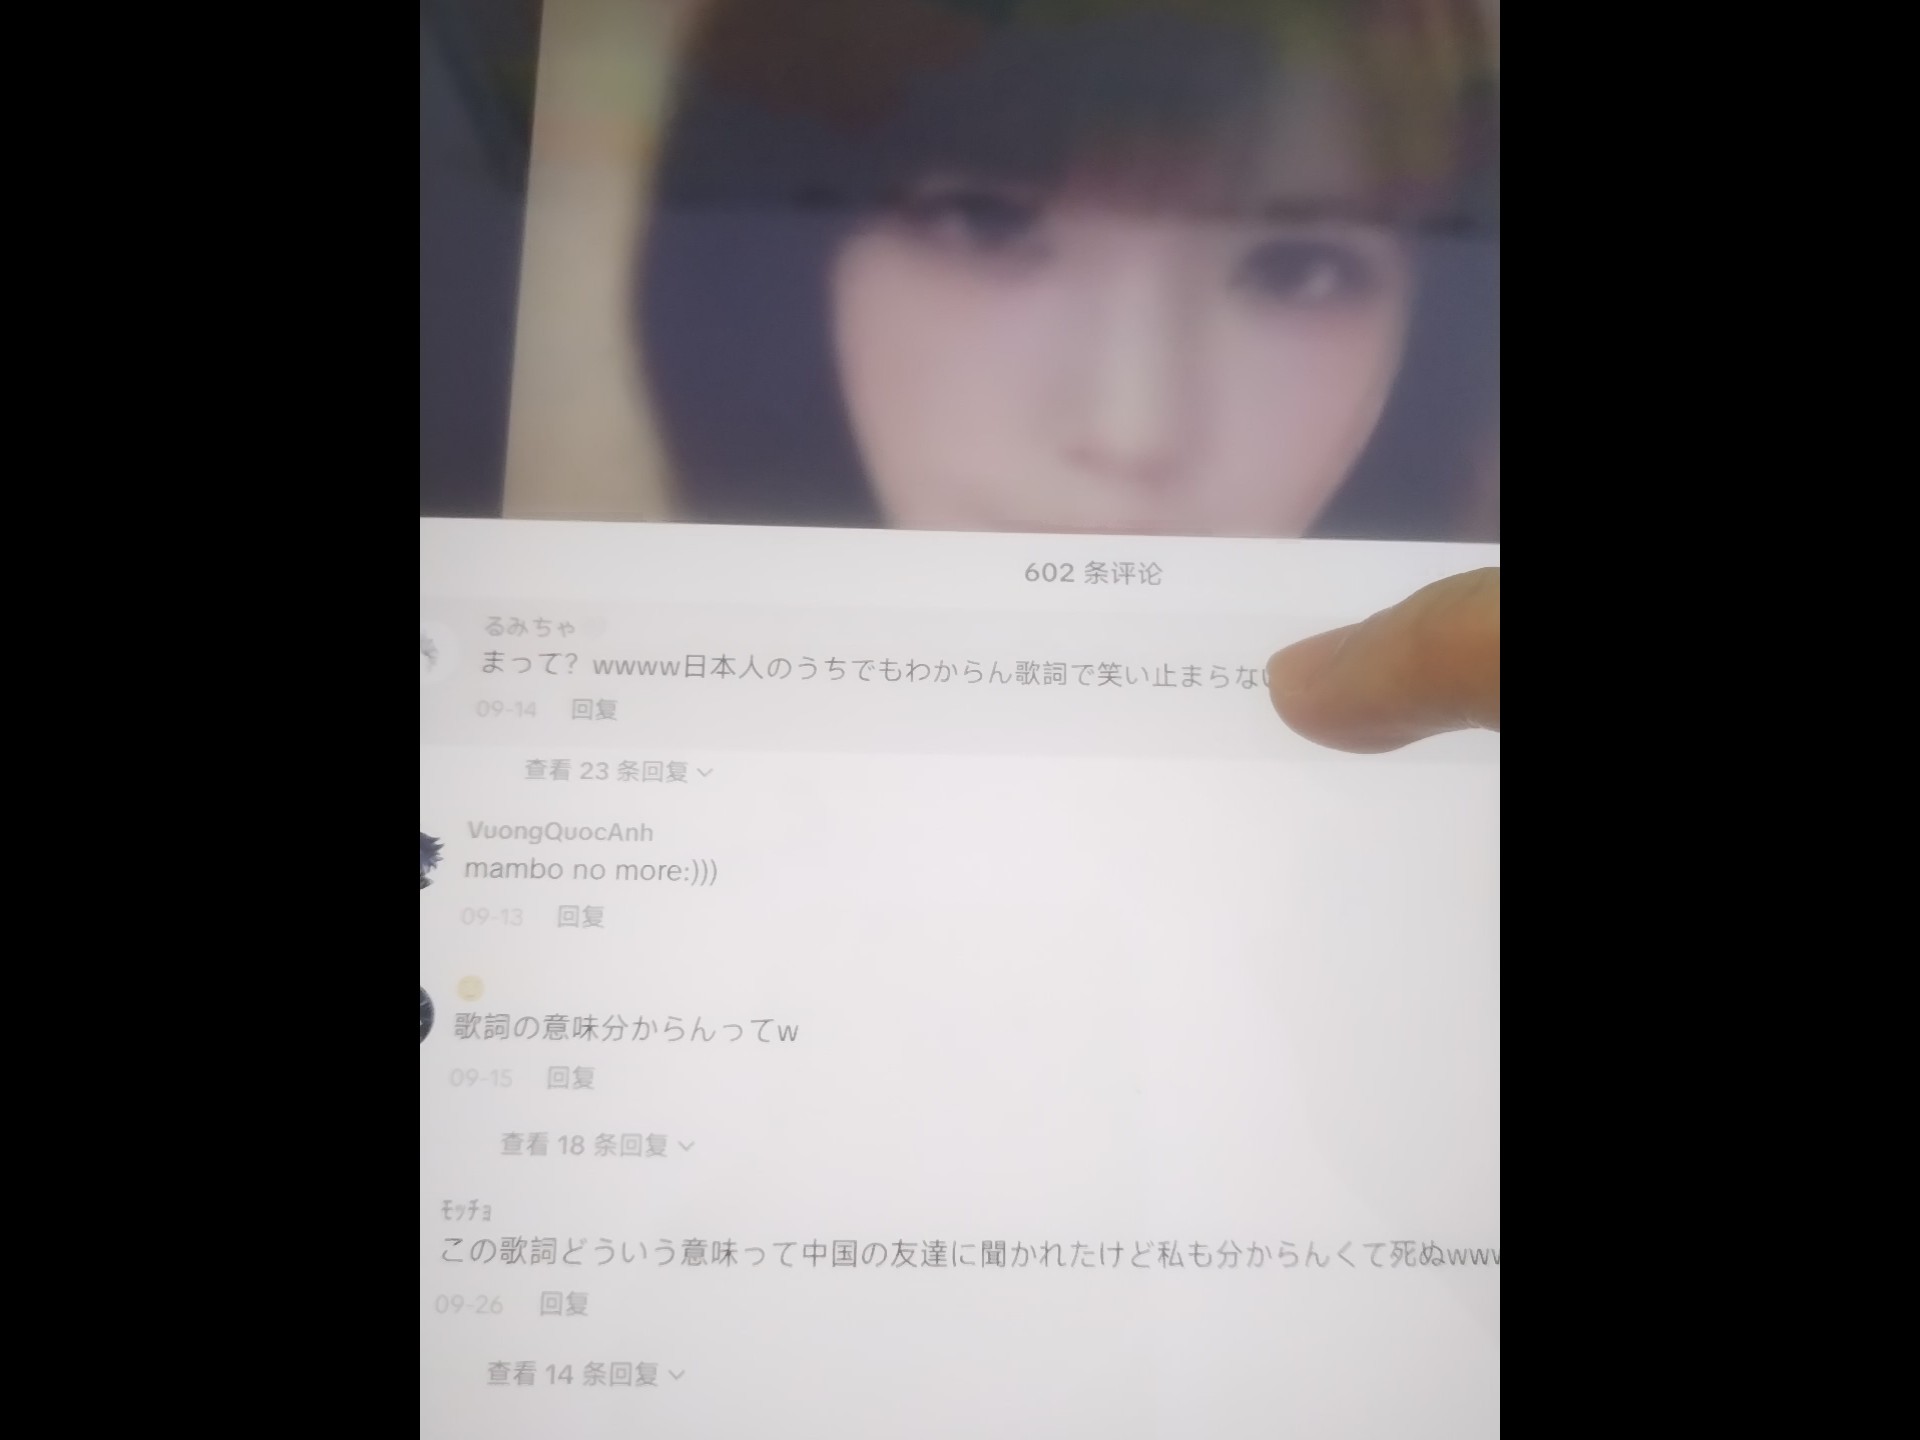 602 条评论
るみちゃ
まって？wwww日本人のうちでもわからん歌詞で笑い止まらない
09-14 回复
查看 23 条回复
VuongQuocAnh
mambo no more:)))
09-13 回复
歌詞の意味分からんってw
09-15 回复
查看 18 条回复
ﾓｯﾁｮ
この歌詞どういう意味って中国の友達に聞かれたけど私も分からんくて死ぬwww
09-26 回复
查看 14 条回复